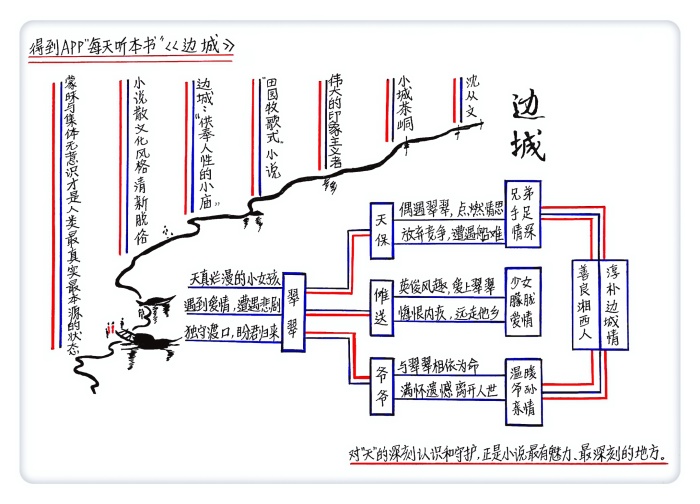 得到APP“每天听本书”《边城》
边城
沈从文
小城茶峒
伟大的印象主义者
“田园牧歌式”小说
边城:“供奉人性的小庙”
小说散文化风格清新脱俗
蒙昧与集体无意识才是人类最真实最本源的状态
天真烂漫的小女孩
遇到爱情，遭遇悲剧
独守渡口，盼君归来
翠翠
天保
偶遇翠翠，点燃情思
放弃竞争，遭遇船难
兄弟手足情深
傩送
英俊风趣，爱上翠翠
悔恨内疚，远走他乡
少女朦胧爱情
爷爷
与翠翠相依为命
满怀遗憾，离开人世
温暖爷孙亲情
善良湘西人
淳朴边城情
对“天”的深刻认识和守护，正是小说最有魅力、最深刻的地方。